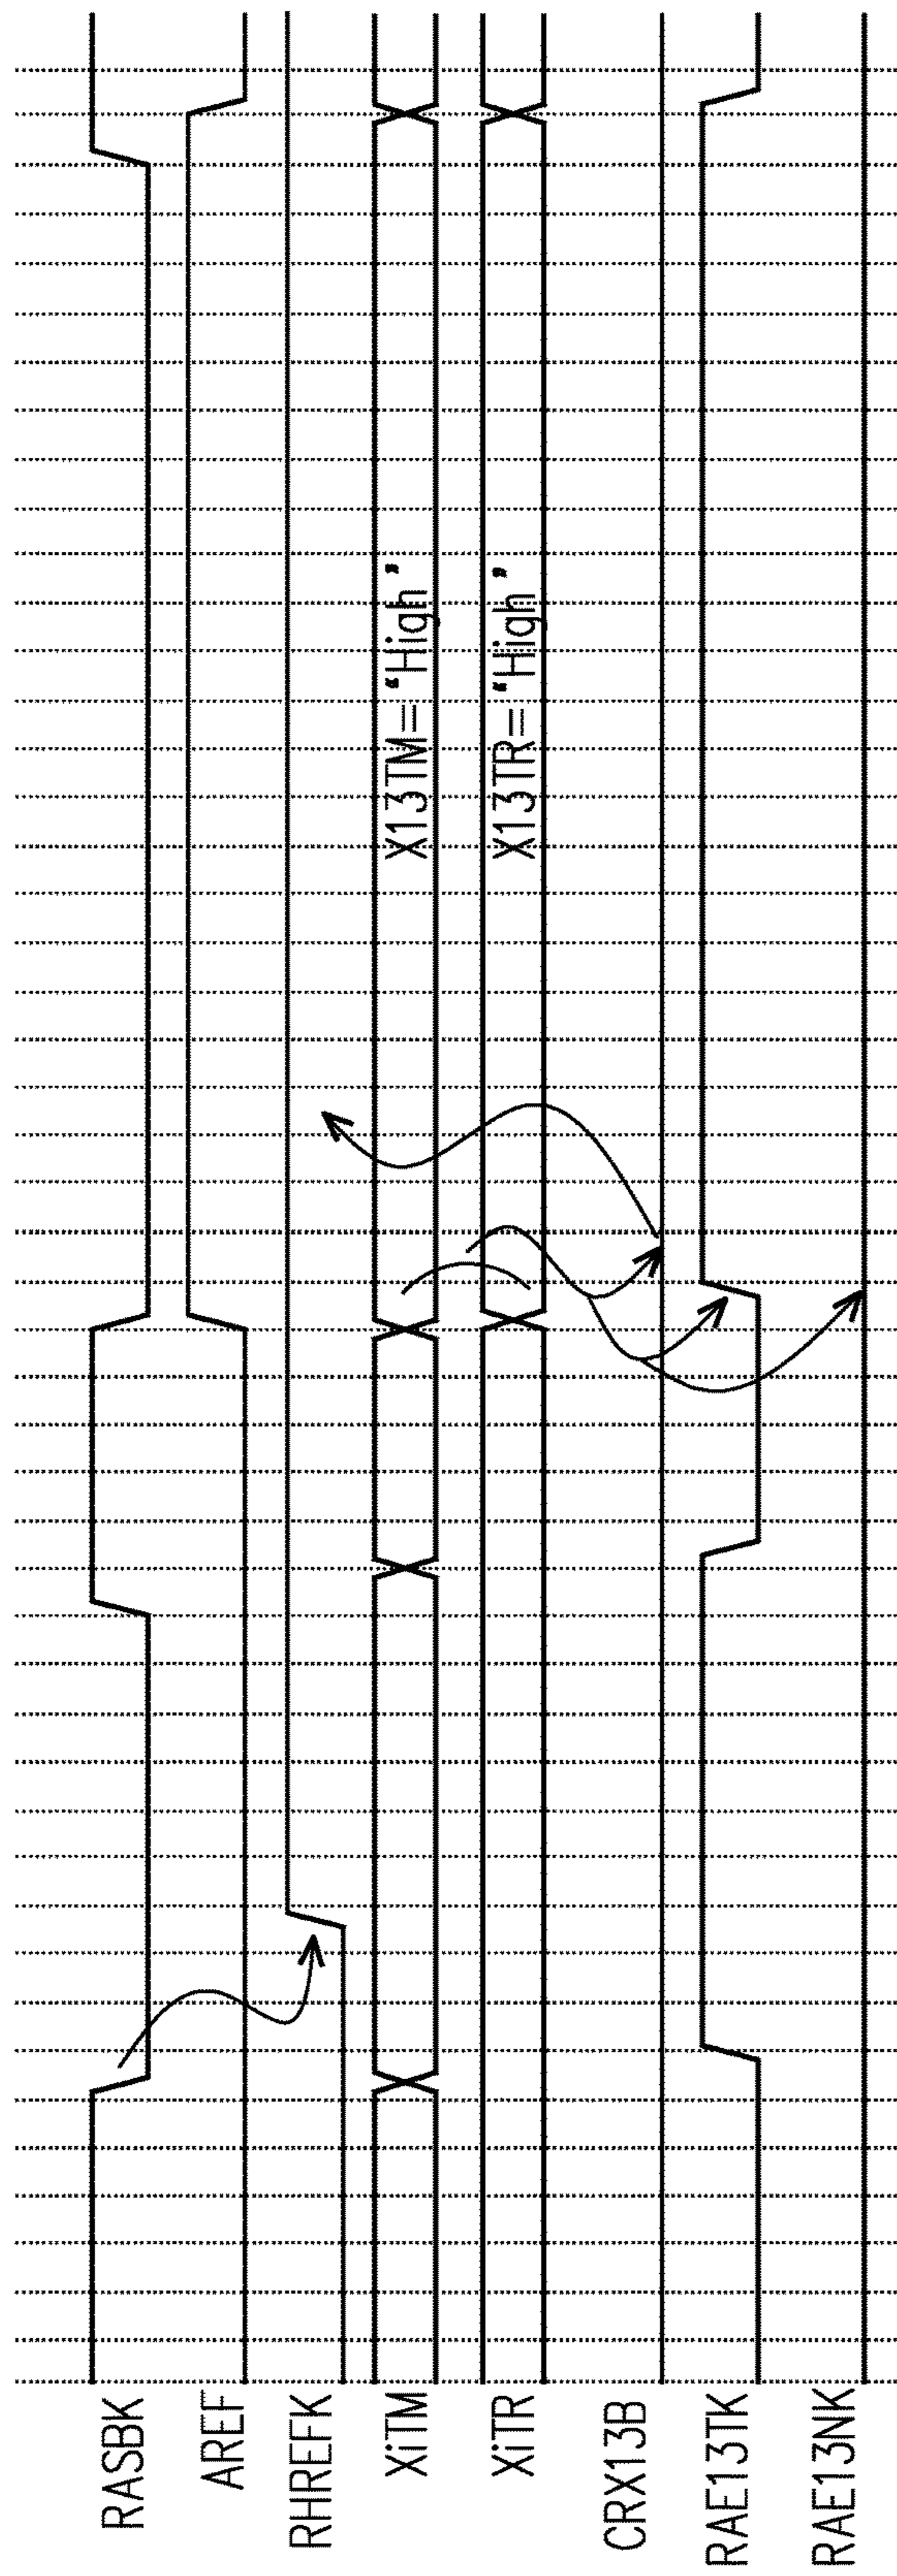 RASBK
AREF
RHREFK
XiTM
X13TM=“High ”
XiTR
X13TR=“High ”
CRX13B
RAE13TK
RAE13NK